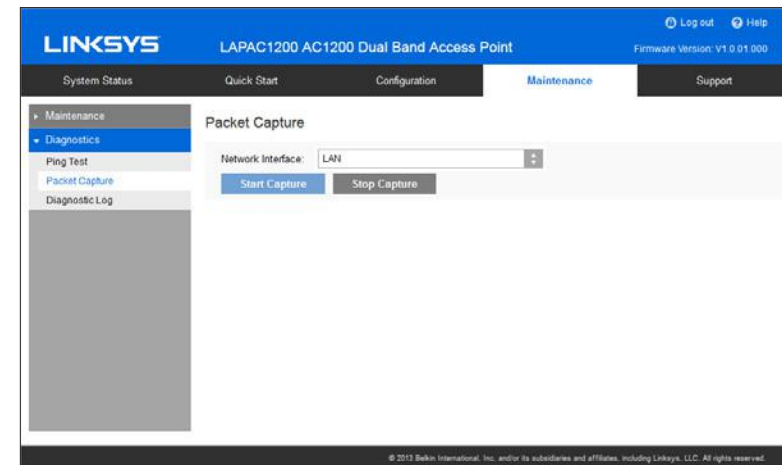 Log out Help
LINKSYS LAPAC1200 AC1200 Dual Band Access Point Firmware Version: V1.0.01.000
System Status Quick Start Configuration Maintenance Support
Maintenance
Diagnostics
Ping Test
Packet Capture
Diagnostic Log
Packet Capture
Network Interface: LAN
Start Capture Stop Capture
© 2013 Belkin International, Inc. and/or its subsidiaries and affiliates, including Linksys, LLC. All rights reserved.